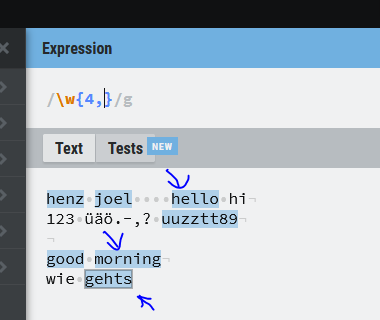 Expression
/\w{4,}/g
Text Tests NEW
henz joel    hello hi
123 üäö.-,? uuzztt89

good morning
wie gehts